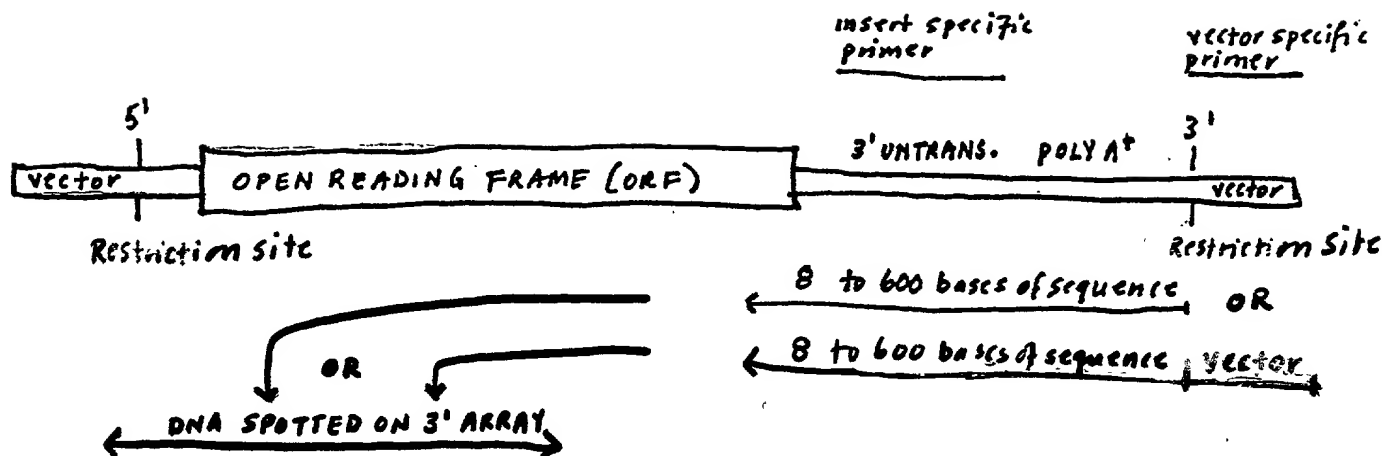 insert specific
primer
vector specific
primer
5'
3'
3' UNTRANS. POLY A+
vector
OPEN READING FRAME (ORF)
vector
Restriction site
Restriction site
8 to 600 bases of sequence OR
OR
8 to 600 bases of sequence vector
DNA SPOTTED ON 3' ARRAY